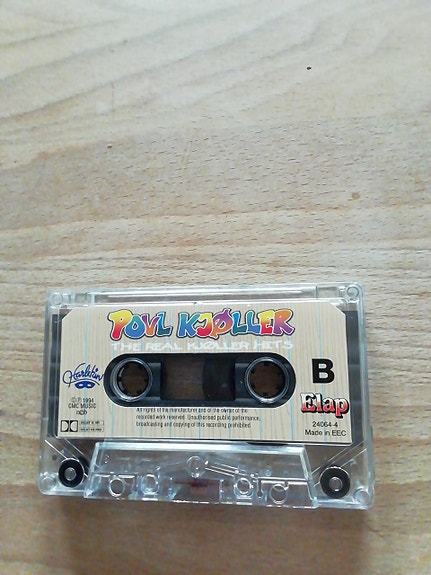 POVL KJØLLER
THE REAL KJØLLER HITS
B
Harlekin
Elap
© ℗ 1994
CMC MUSIC
ncb
All rights of the manufacturer and of the owner of the
recorded work reserved. Unauthorised public performance,
broadcasting and copying of this recording prohibited
24064-4
Made in EEC